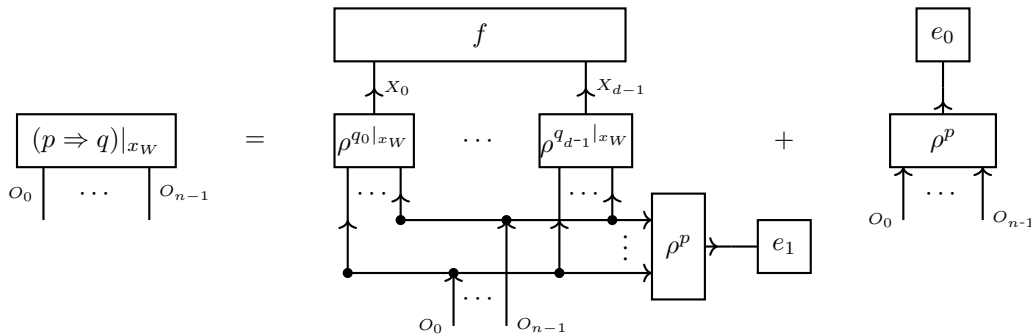 f
e_0
X_0 X_{d-1}
(p ⇒ q)|_{x_W} = ρ^{q_0|_{x_W}} ⋯ ρ^{q_{d-1}|_{x_W}} + ρ^p
O_0 ⋯ O_{n-1} ⋯ ⋯ O_0 ⋯ O_{n-1}
⋮ ρ^p e_1
O_0 ⋯ O_{n-1}